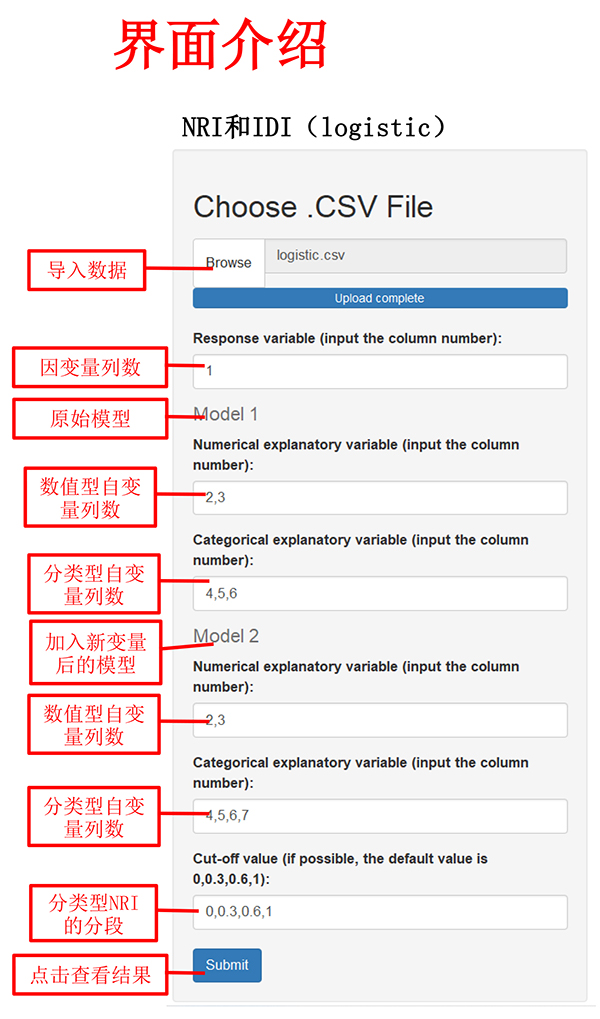 界面介绍
NRI和IDI（logistic）
Choose .CSV File
导入数据
Browse
logistic.csv
Upload complete
Response variable (input the column number):
因变量列数
1
原始模型
Model 1
Numerical explanatory variable (input the column
number):
数值型自变
量列数
2,3
Categorical explanatory variable (input the column
number):
分类型自变
量列数
4,5,6
加入新变量
后的模型
Model 2
Numerical explanatory variable (input the column
number):
数值型自变
量列数
2,3
Categorical explanatory variable (input the column
number):
分类型自变
量列数
4,5,6,7
Cut-off value (if possible, the default value is
0,0.3,0.6,1):
分类型NRI
的分段
0,0.3,0.6,1
点击查看结果
Submit